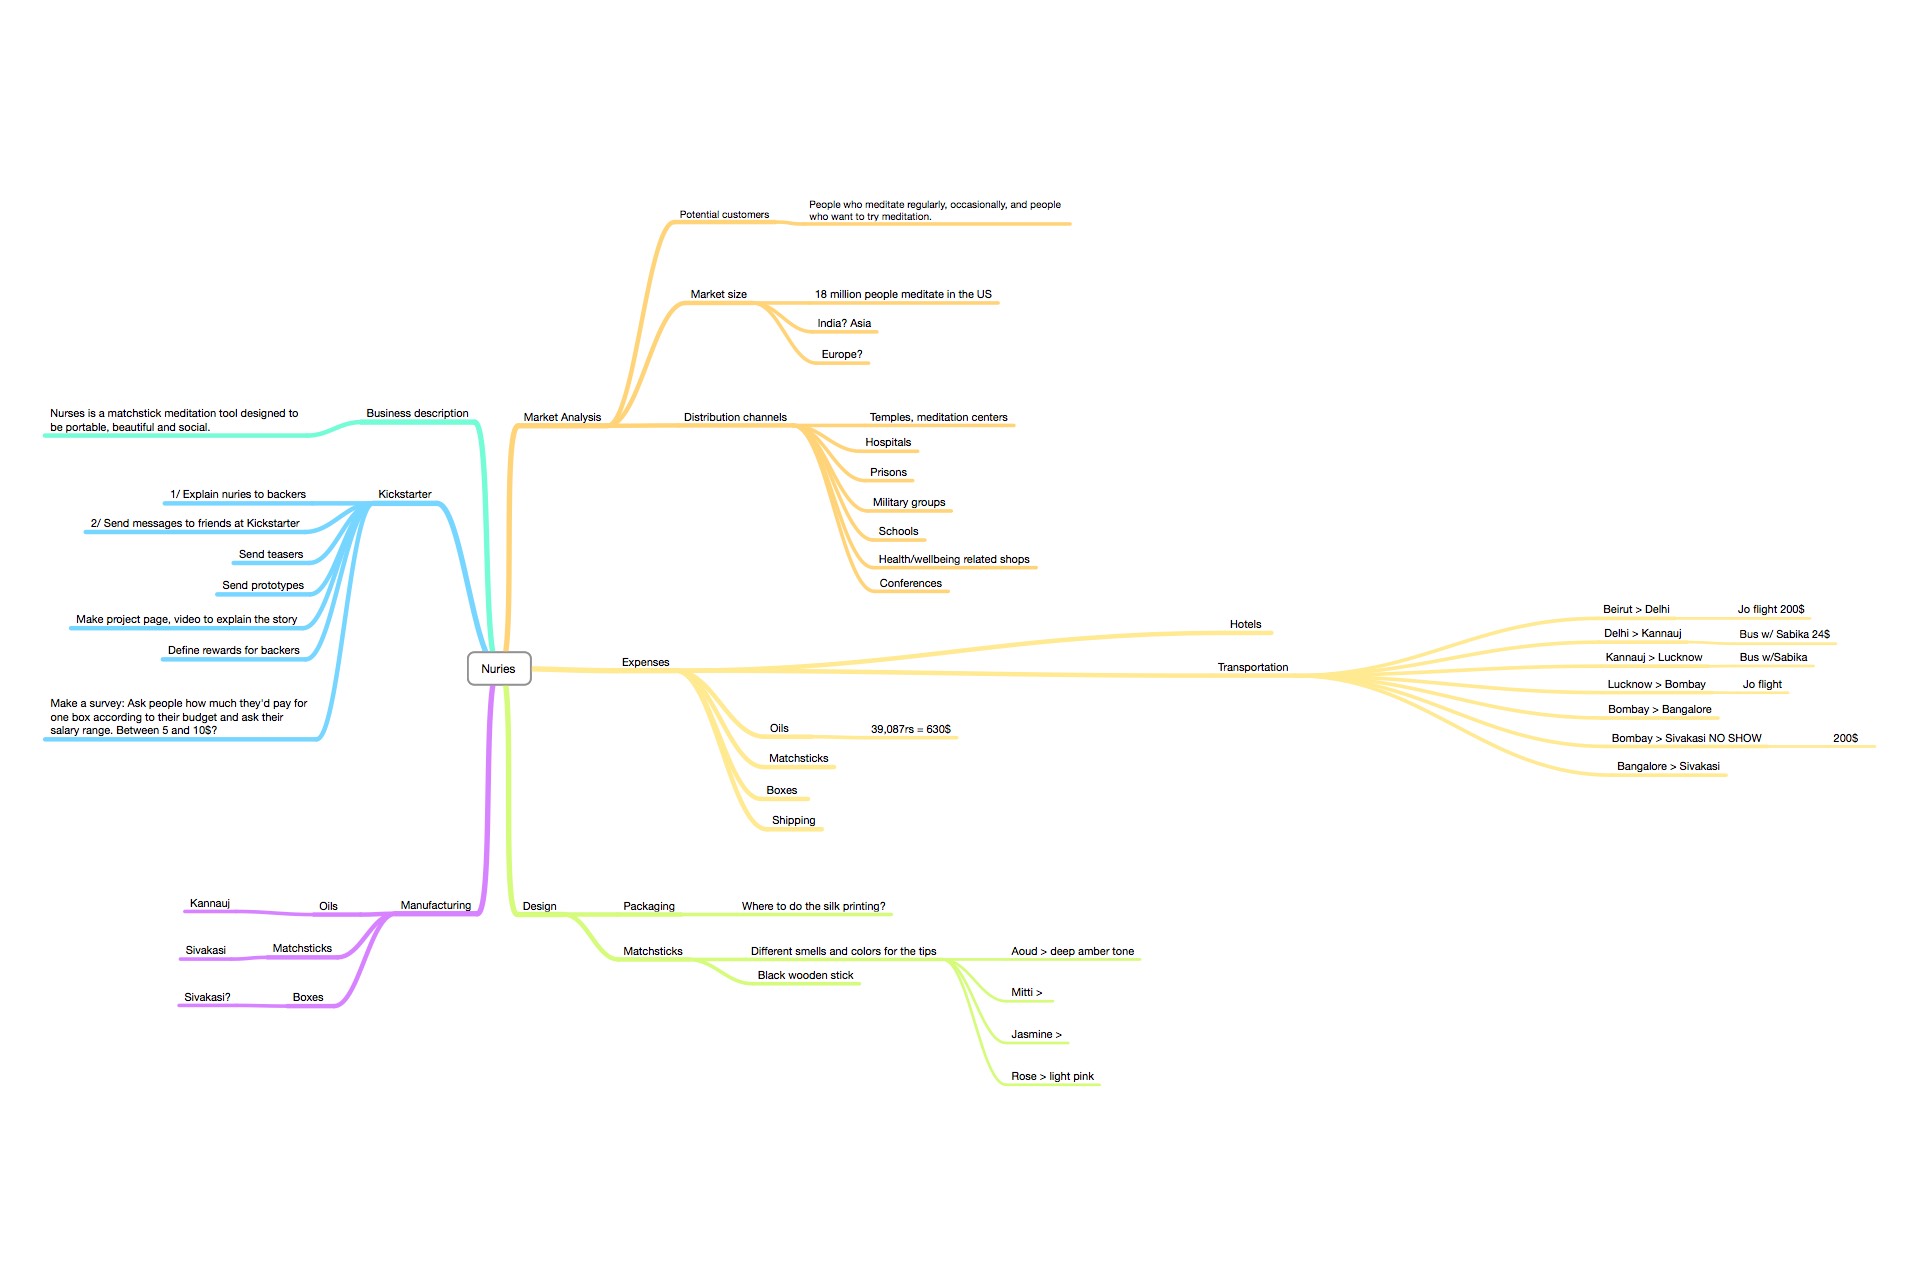 Nuries
Business description
Nurses is a matchstick meditation tool designed to
be portable, beautiful and social.
Kickstarter
1/ Explain nuries to backers
2/ Send messages to friends at Kickstarter
Send teasers
Send prototypes
Make project page, video to explain the story
Define rewards for backers
Make a survey: Ask people how much they'd pay for
one box according to their budget and ask their
salary range. Between 5 and 10$?
Manufacturing
Oils
Kannauj
Matchsticks
Sivakasi
Boxes
Sivakasi?
Market Analysis
Potential customers
People who meditate regularly, occasionally, and people
who want to try meditation.
Market size
18 million people meditate in the US
India? Asia
Europe?
Distribution channels
Temples, meditation centers
Hospitals
Prisons
Military groups
Schools
Health/wellbeing related shops
Conferences
Expenses
Hotels
Transportation
Beirut > Delhi
Jo flight 200$
Delhi > Kannauj
Bus w/ Sabika 24$
Kannauj > Lucknow
Bus w/Sabika
Lucknow > Bombay
Jo flight
Bombay > Bangalore
Bombay > Sivakasi NO SHOW
200$
Bangalore > Sivakasi
Oils
39,087rs = 630$
Matchsticks
Boxes
Shipping
Design
Packaging
Where to do the silk printing?
Matchsticks
Different smells and colors for the tips
Aoud > deep amber tone
Mitti >
Jasmine >
Rose > light pink
Black wooden stick